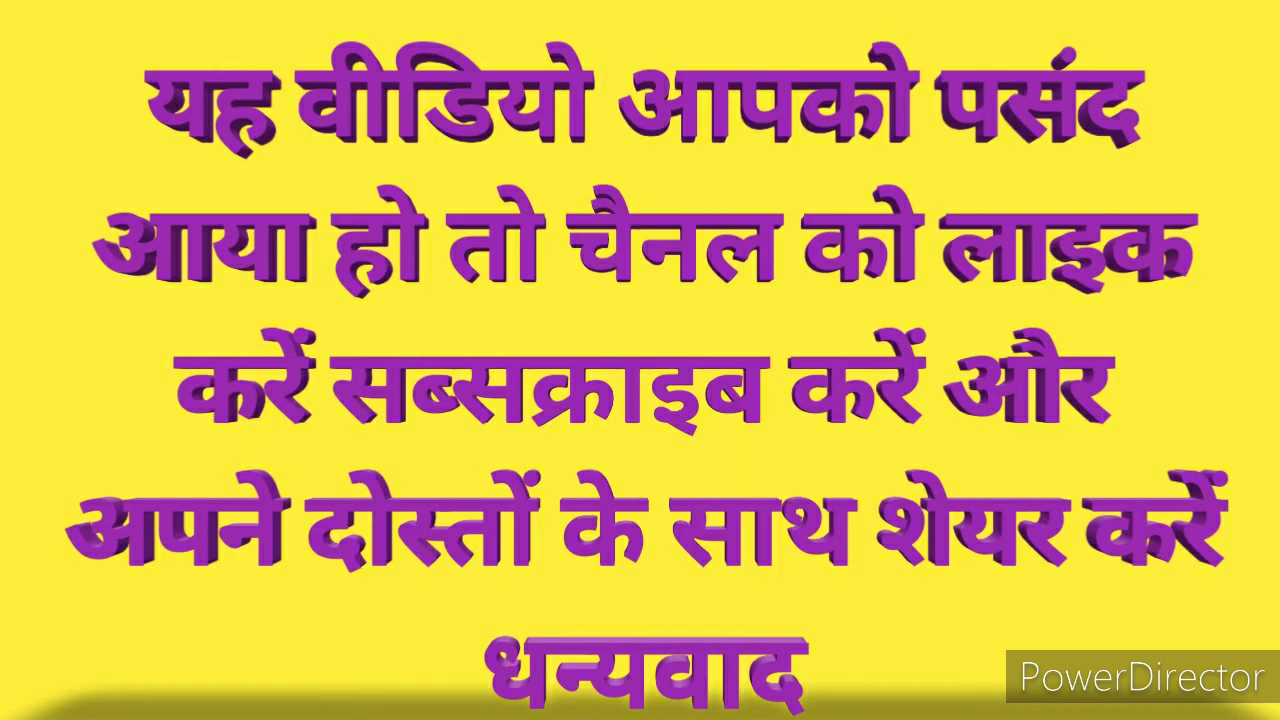 यह वीडियो आपको पसंद
आया हो तो चैनल को लाइक
करें सब्सक्राइब करें और
अपने दोस्तों के साथ शेयर करें
धन्यवाद
PowerDirector